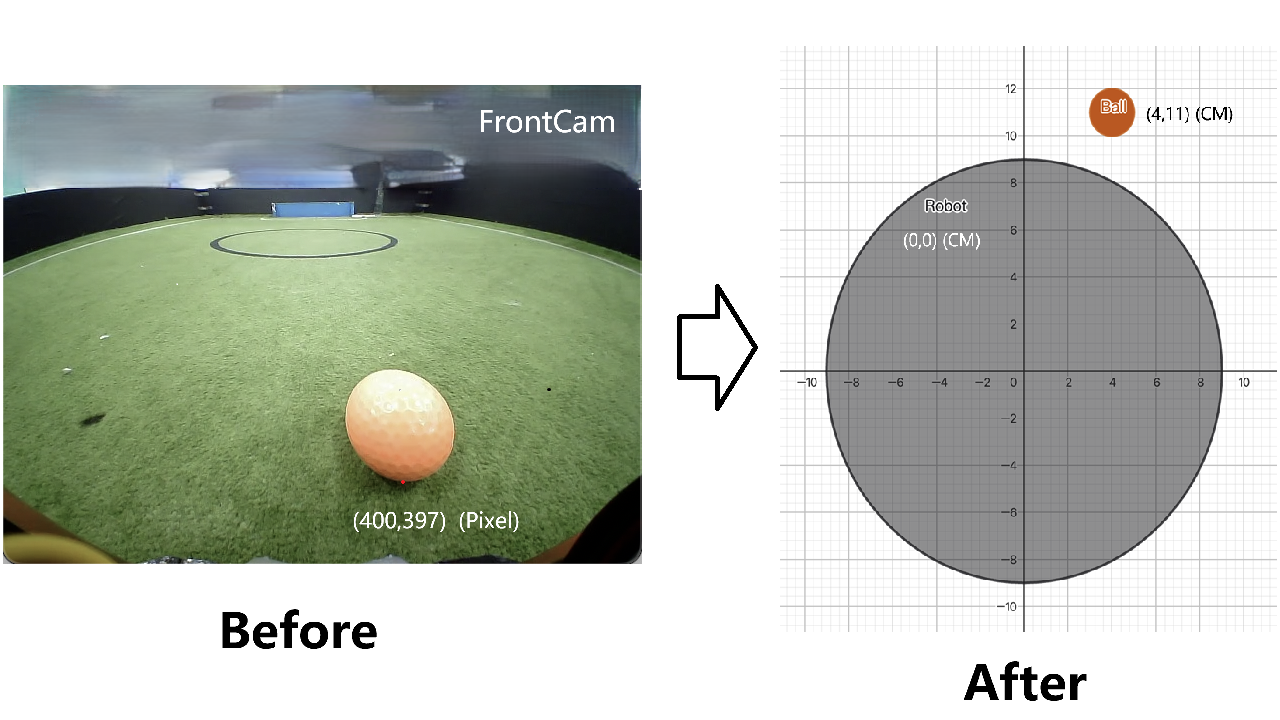 FrontCam
(400,397) (Pixel)
Before
12
Ball
(4,11) (CM)
10
8
Robot
6
(0,0) (CM)
4
2
−10 −8 −6 −4 −2 0 2 4 6 8 10
−2
−4
−6
−8
−10
After